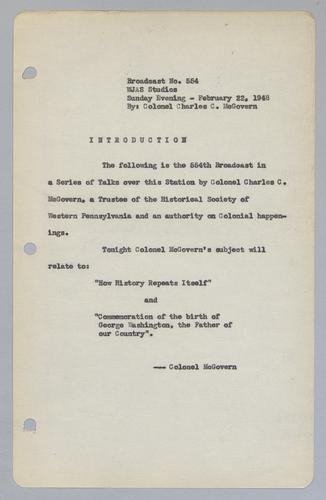 Broadcast No. 554
WJAS Studios
Sunday Evening - February 22, 1948
By: Colonel Charles C. McGovern
I N T R O D U C T I O N
The following is the 554th Broadcast in
a Series of Talks over this Station by Colonel Charles C.
McGovern, a Trustee of the Historical Society of
Western Pennsylvania and an authority on Colonial happen-
ings.
Tonight Colonel McGovern's subject will
relate to:
"How History Repeats Itself"
and
"Commemoration of the birth of
George Washington, the Father of
our Country".
--- Colonel McGovern